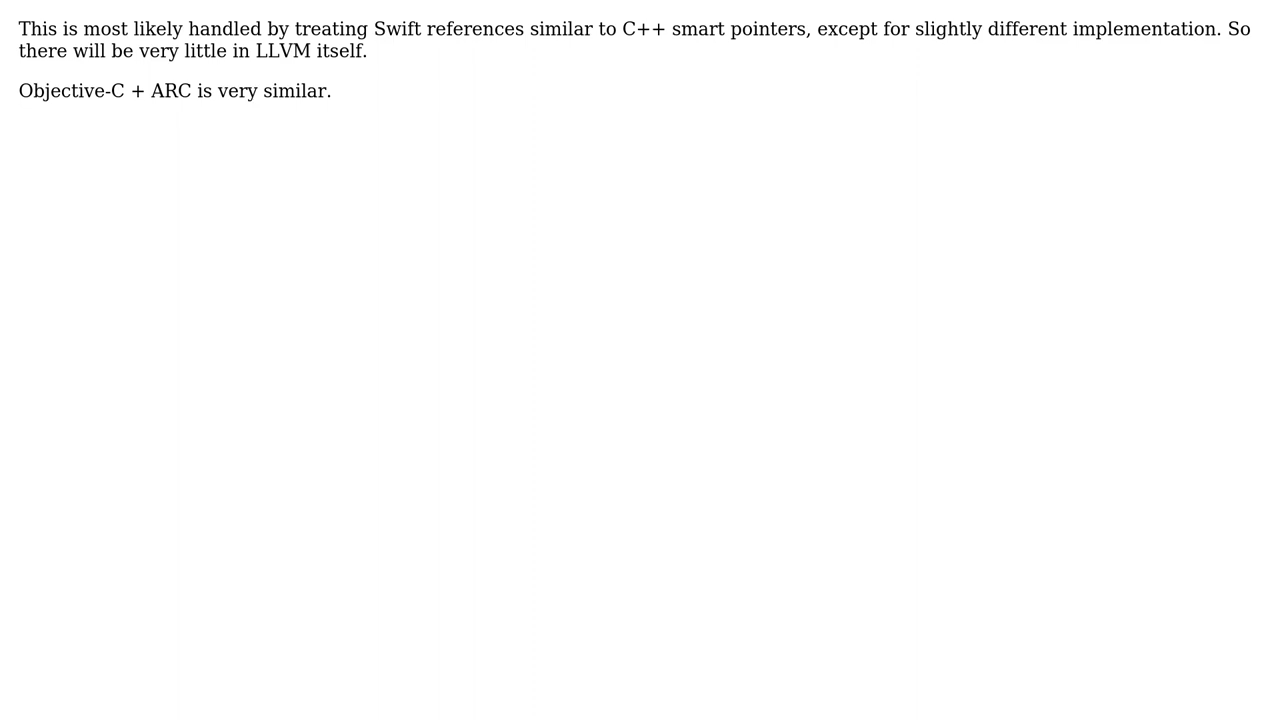 This is most likely handled by treating Swift references similar to C++ smart pointers, except for slightly different implementation. So
there will be very little in LLVM itself.
Objective-C + ARC is very similar.